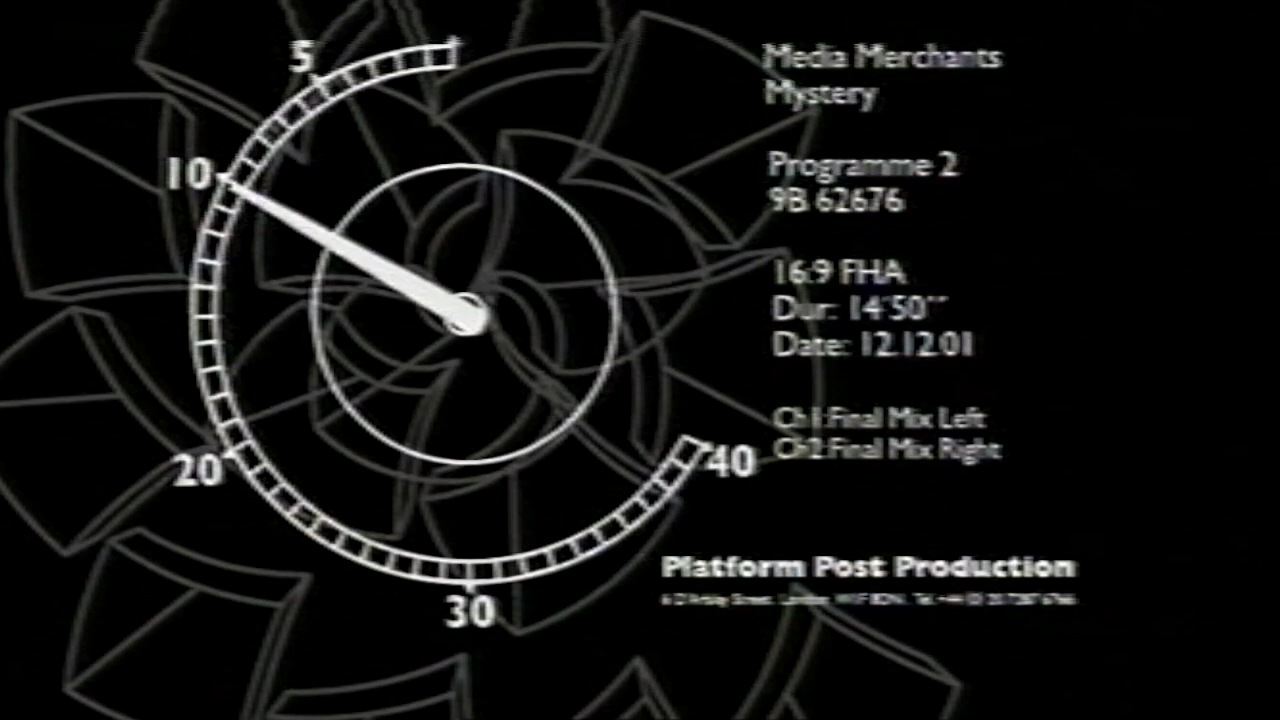 5
10
20
30
40
Media Merchants
Mystery
Programme 2
9B 62676
16:9 FHA
Dur: 14'50''
Date: 12.12.01
Ch1:Final Mix Left
Ch2:Final Mix Right
Platform Post Production